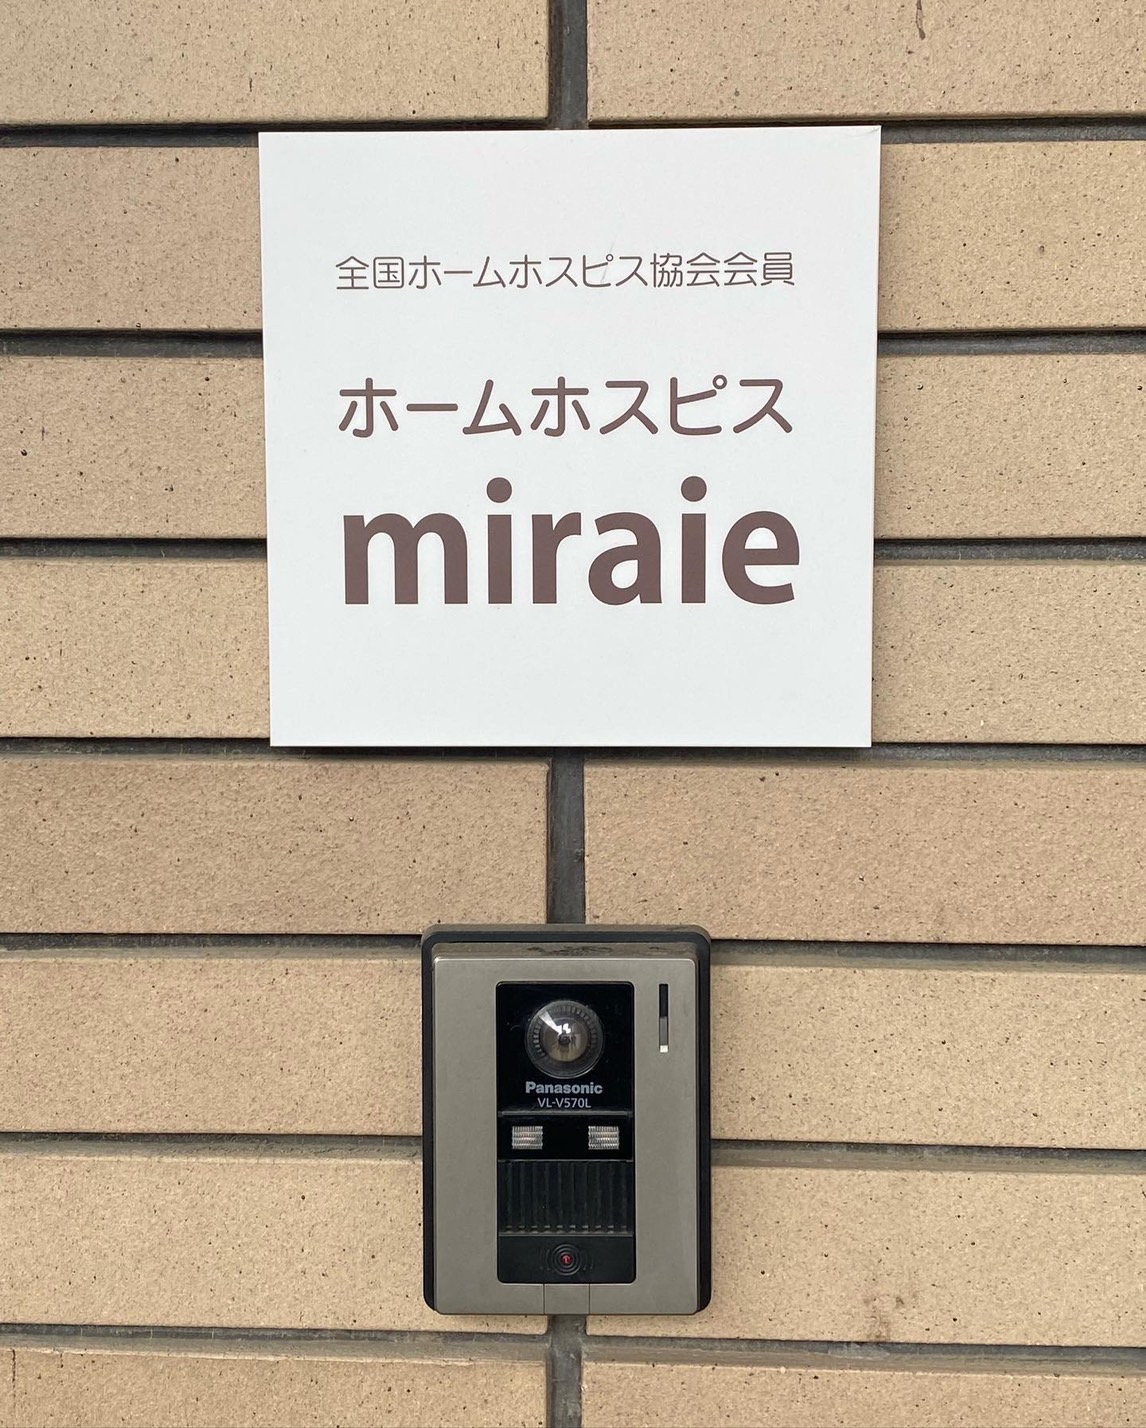 全国ホームホスピス協会会員
ホームホスピス
miraie
Panasonic
VL-V570L